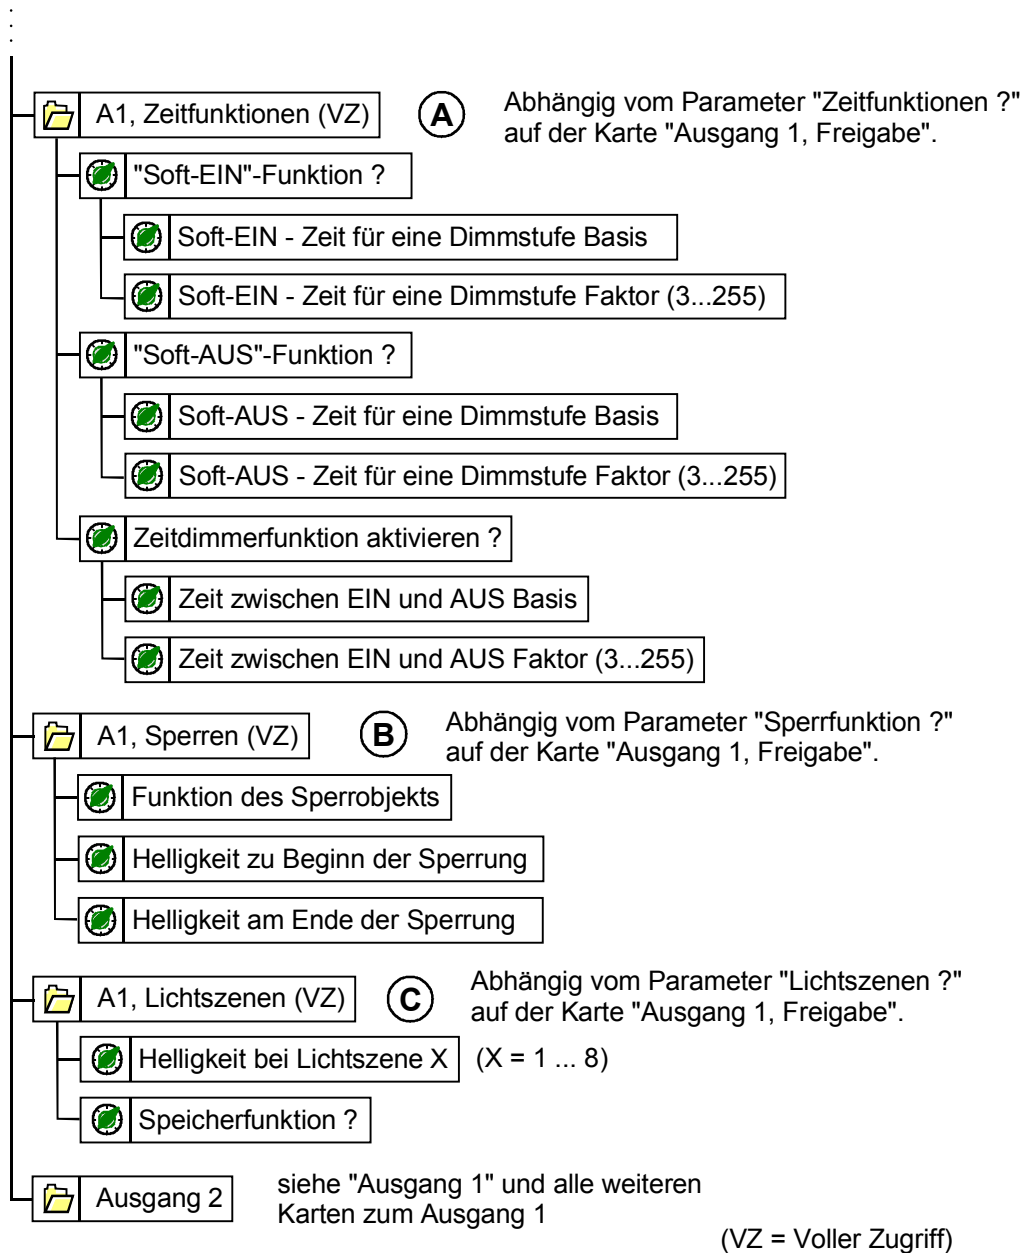 A1, Zeitfunktionen (VZ)
A
Abhängig vom Parameter "Zeitfunktionen ?"
auf der Karte "Ausgang 1, Freigabe".
"Soft-EIN"-Funktion ?
Soft-EIN - Zeit für eine Dimmstufe Basis
Soft-EIN - Zeit für eine Dimmstufe Faktor (3...255)
"Soft-AUS"-Funktion ?
Soft-AUS - Zeit für eine Dimmstufe Basis
Soft-AUS - Zeit für eine Dimmstufe Faktor (3...255)
Zeitdimmerfunktion aktivieren ?
Zeit zwischen EIN und AUS Basis
Zeit zwischen EIN und AUS Faktor (3...255)
A1, Sperren (VZ)
B
Abhängig vom Parameter "Sperrfunktion ?"
auf der Karte "Ausgang 1, Freigabe".
Funktion des Sperrobjekts
Helligkeit zu Beginn der Sperrung
Helligkeit am Ende der Sperrung
A1, Lichtszenen (VZ)
C
Abhängig vom Parameter "Lichtszenen ?"
auf der Karte "Ausgang 1, Freigabe".
Helligkeit bei Lichtszene X
(X = 1 ... 8)
Speicherfunktion ?
Ausgang 2
siehe "Ausgang 1" und alle weiteren
Karten zum Ausgang 1
(VZ = Voller Zugriff)